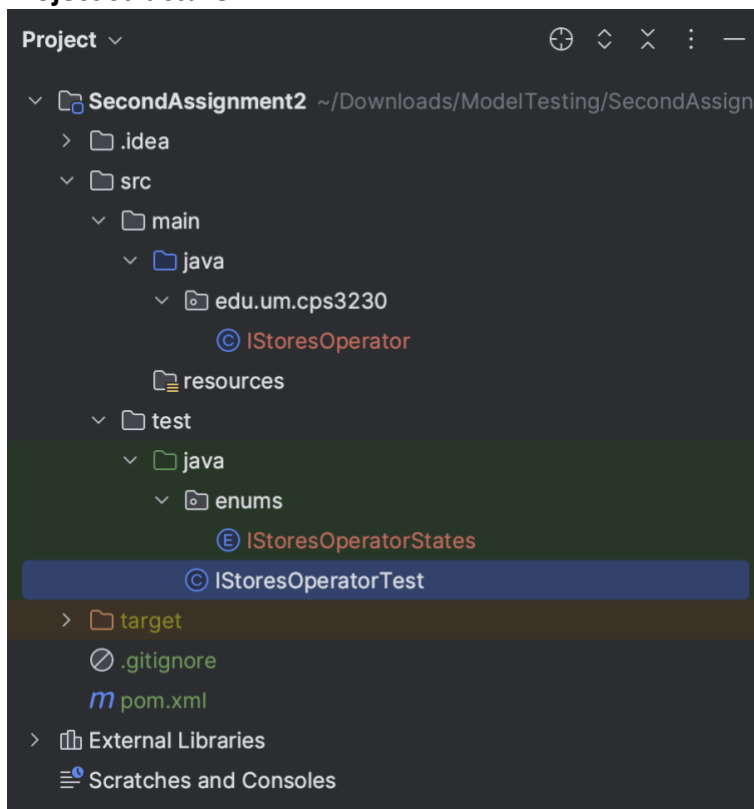 Project
SecondAssignment2 ~/Downloads/ModelTesting/SecondAssign
.idea
src
main
java
edu.um.cps3230
IStoresOperator
resources
test
java
enums
IStoresOperatorStates
IStoresOperatorTest
target
.gitignore
pom.xml
External Libraries
Scratches and Consoles